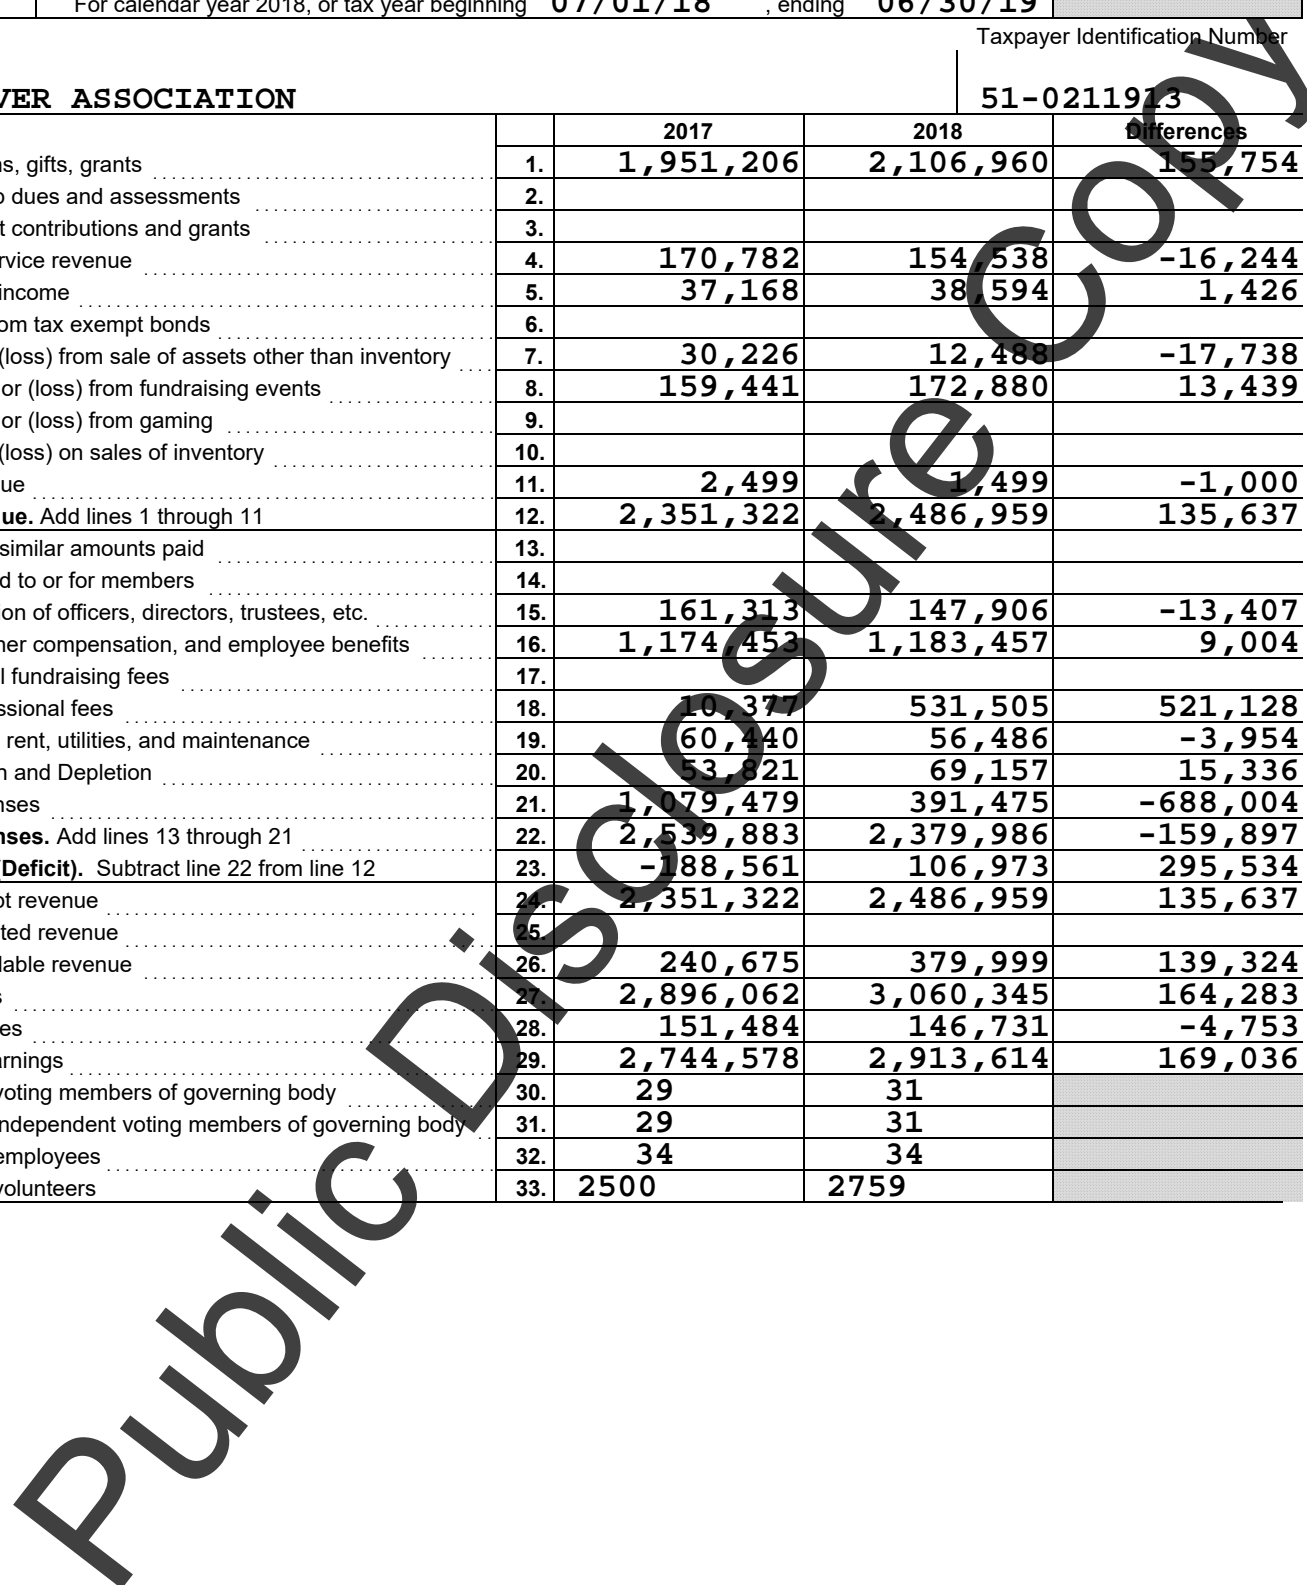 For calendar year 2018, or tax year beginning 07/01/18 , ending 06/30/19
Taxpayer Identification Number
VER ASSOCIATION 51-0211913
2017 2018 Differences
ns, gifts, grants 1. 1,951,206 2,106,960 155,754
p dues and assessments 2.
t contributions and grants 3.
rvice revenue 4. 170,782 154,538 -16,244
income 5. 37,168 38,594 1,426
om tax exempt bonds 6.
(loss) from sale of assets other than inventory 7. 30,226 12,488 -17,738
or (loss) from fundraising events 8. 159,441 172,880 13,439
or (loss) from gaming 9.
(loss) on sales of inventory 10.
ue 11. 2,499 1,499 -1,000
ue. Add lines 1 through 11 12. 2,351,322 2,486,959 135,637
similar amounts paid 13.
d to or for members 14.
ion of officers, directors, trustees, etc. 15. 161,313 147,906 -13,407
her compensation, and employee benefits 16. 1,174,453 1,183,457 9,004
l fundraising fees 17.
ssional fees 18. 10,377 531,505 521,128
rent, utilities, and maintenance 19. 60,440 56,486 -3,954
n and Depletion 20. 53,821 69,157 15,336
nses 21. 1,079,479 391,475 -688,004
nses. Add lines 13 through 21 22. 2,539,883 2,379,986 -159,897
(Deficit). Subtract line 22 from line 12 23. -188,561 106,973 295,534
ot revenue 24. 2,351,322 2,486,959 135,637
ted revenue 25.
dable revenue 26. 240,675 379,999 139,324
s 27. 2,896,062 3,060,345 164,283
es 28. 151,484 146,731 -4,753
arnings 29. 2,744,578 2,913,614 169,036
voting members of governing body 30. 29 31
independent voting members of governing body 31. 29 31
employees 32. 34 34
volunteers 33. 2500 2759
Public Disclosure Copy